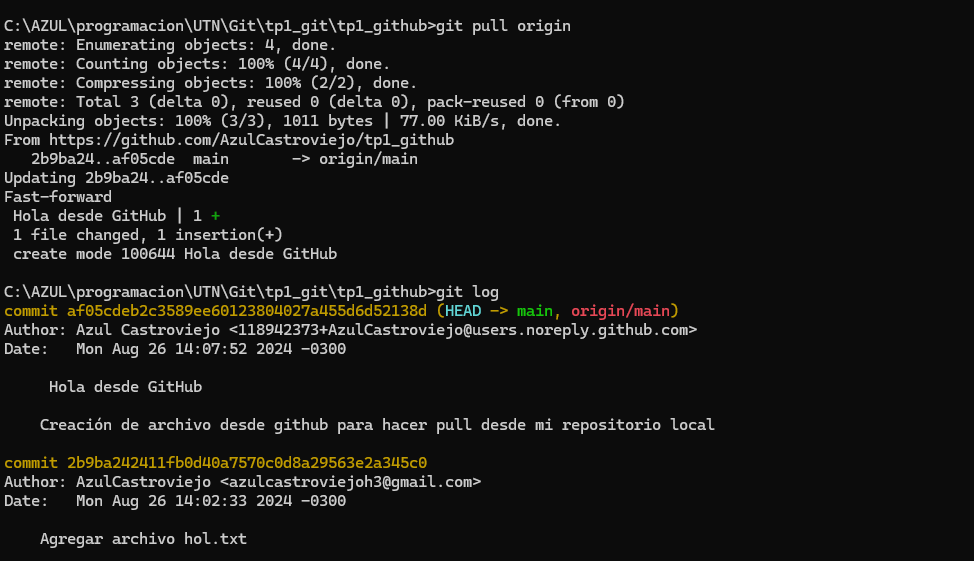 C:\AZUL\programacion\UTN\Git\tp1_git\tp1_github>git pull origin
remote: Enumerating objects: 4, done.
remote: Counting objects: 100% (4/4), done.
remote: Compressing objects: 100% (2/2), done.
remote: Total 3 (delta 0), reused 0 (delta 0), pack-reused 0 (from 0)
Unpacking objects: 100% (3/3), 1011 bytes | 77.00 KiB/s, done.
From https://github.com/AzulCastroviejo/tp1_github
   2b9ba24..af05cde  main       -> origin/main
Updating 2b9ba24..af05cde
Fast-forward
 Hola desde GitHub | 1 +
 1 file changed, 1 insertion(+)
 create mode 100644 Hola desde GitHub
C:\AZUL\programacion\UTN\Git\tp1_git\tp1_github>git log
commit af05cdeb2c3589ee60123804027a455d6d52138d (HEAD -> main, origin/main)
Author: Azul Castroviejo <118942373+AzulCastroviejo@users.noreply.github.com>
Date:   Mon Aug 26 14:07:52 2024 -0300
     Hola desde GitHub
    Creación de archivo desde github para hacer pull desde mi repositorio local
commit 2b9ba242411fb0d40a7570c0d8a29563e2a345c0
Author: AzulCastroviejo <azulcastroviejoh3@gmail.com>
Date:   Mon Aug 26 14:02:33 2024 -0300
    Agregar archivo hol.txt